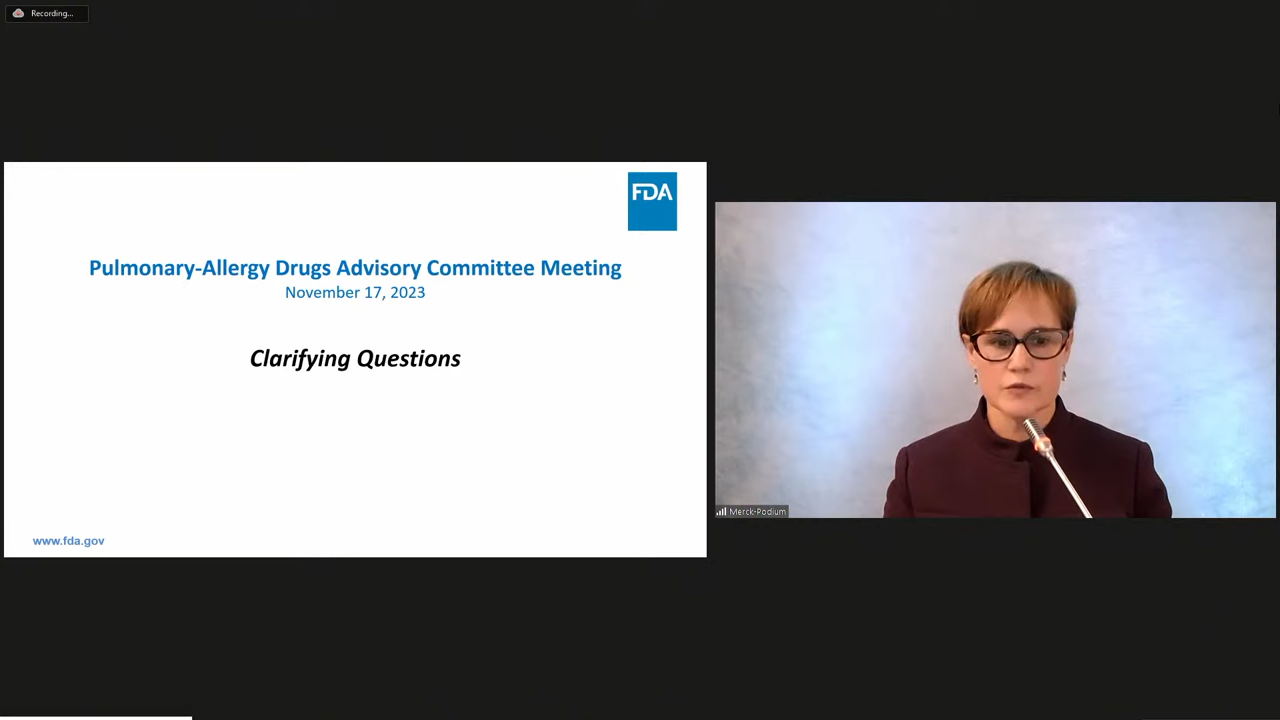 Recording...
FDA
Pulmonary-Allergy Drugs Advisory Committee Meeting
November 17, 2023
Clarifying Questions
www.fda.gov
Merck-Podium